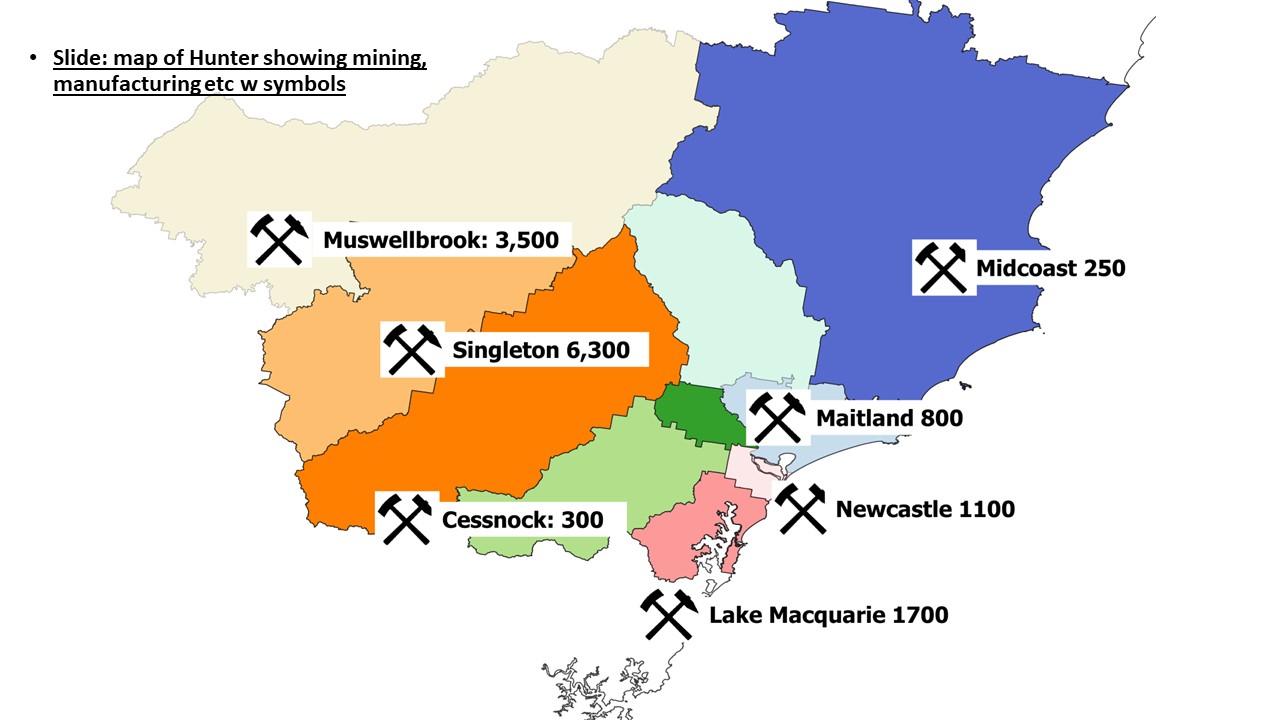 • Slide: map of Hunter showing mining,
manufacturing etc w symbols
Muswellbrook: 3,500
Midcoast 250
Singleton 6,300
Maitland 800
Newcastle 1100
Cessnock: 300
Lake Macquarie 1700